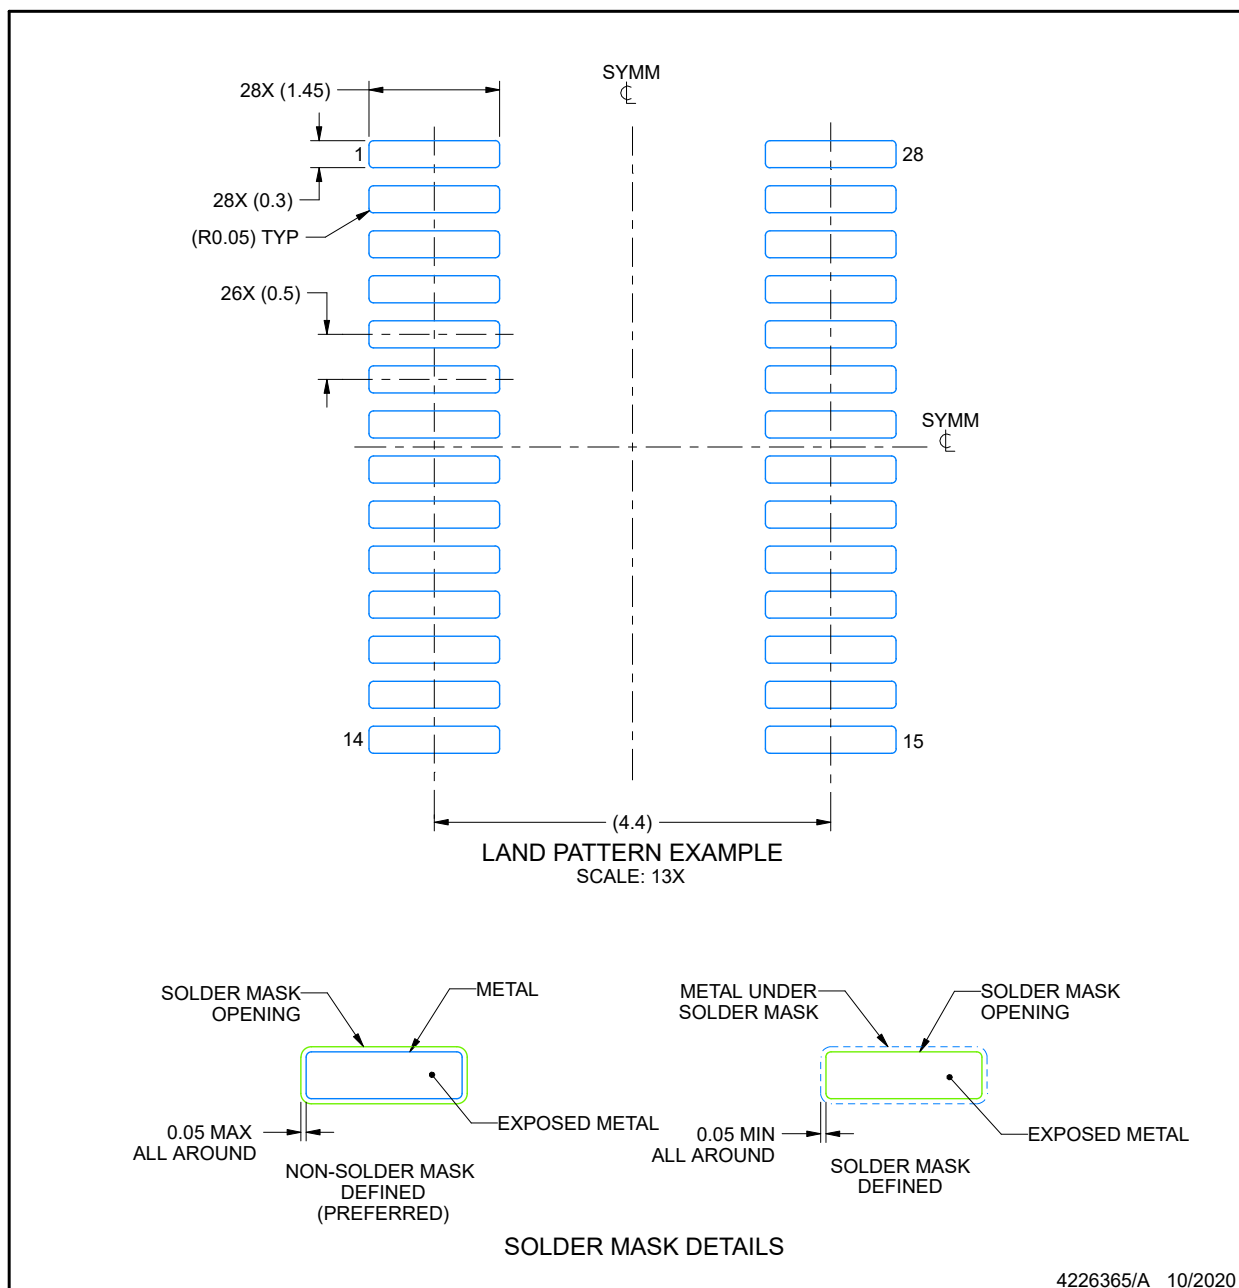 SYMM
℄
28X (1.45)
1
28
28X (0.3)
(R0.05) TYP
26X (0.5)
SYMM
℄
14
15
(4.4)
LAND PATTERN EXAMPLE
SCALE: 13X
SOLDER MASK
OPENING
METAL
EXPOSED METAL
0.05 MAX
ALL AROUND
NON-SOLDER MASK
DEFINED
(PREFERRED)
METAL UNDER
SOLDER MASK
SOLDER MASK
OPENING
EXPOSED METAL
0.05 MIN
ALL AROUND
SOLDER MASK
DEFINED
SOLDER MASK DETAILS
4226365/A 10/2020